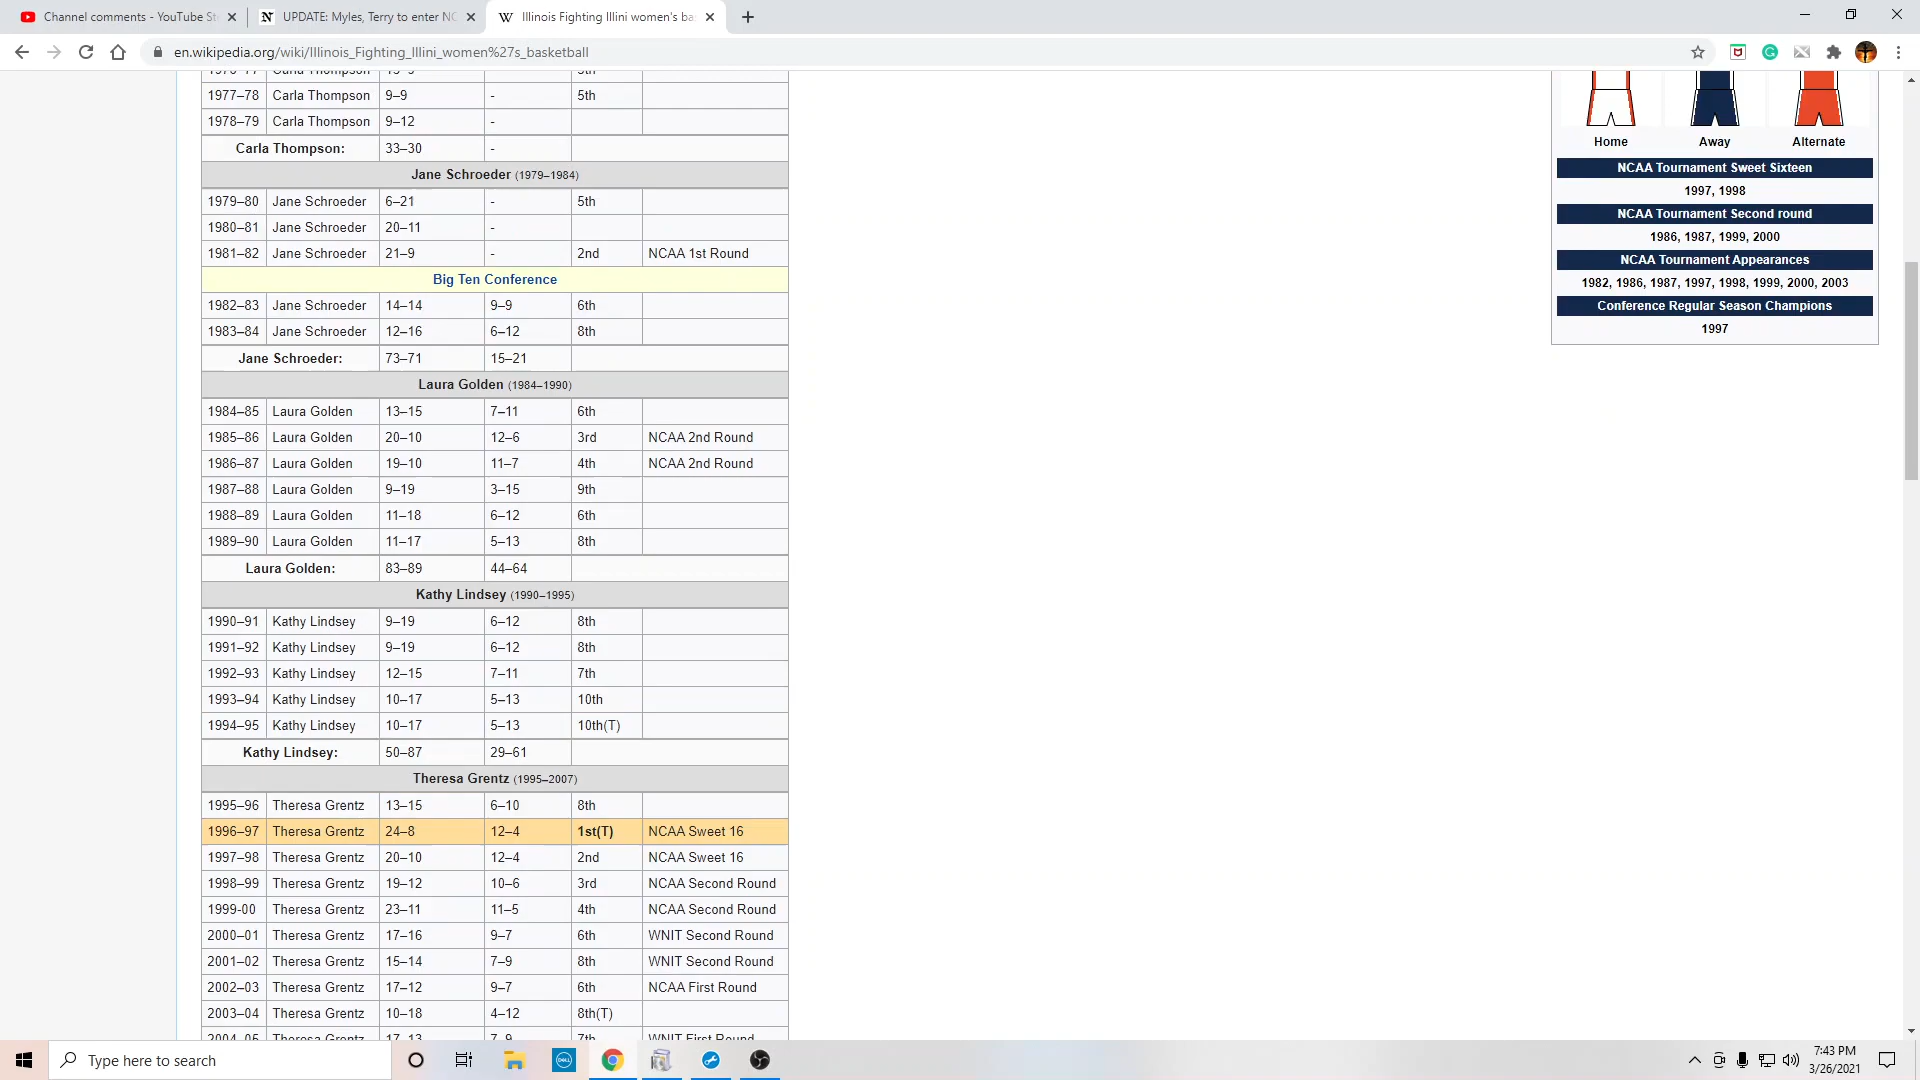 Channel comments - YouTube St
UPDATE: Myles, Terry to enter NC
Illinois Fighting Illini women's ba
en.wikipedia.org/wiki/Illinois_Fighting_Illini_women%27s_basketball
1977–78 Carla Thompson 9–9 - 5th
1978–79 Carla Thompson 9–12 -
Carla Thompson: 33–30 -
Jane Schroeder (1979–1984)
1979–80 Jane Schroeder 6–21 - 5th
1980–81 Jane Schroeder 20–11 -
1981–82 Jane Schroeder 21–9 - 2nd NCAA 1st Round
Big Ten Conference
1982–83 Jane Schroeder 14–14 9–9 6th
1983–84 Jane Schroeder 12–16 6–12 8th
Jane Schroeder: 73–71 15–21
Laura Golden (1984–1990)
1984–85 Laura Golden 13–15 7–11 6th
1985–86 Laura Golden 20–10 12–6 3rd NCAA 2nd Round
1986–87 Laura Golden 19–10 11–7 4th NCAA 2nd Round
1987–88 Laura Golden 9–19 3–15 9th
1988–89 Laura Golden 11–18 6–12 6th
1989–90 Laura Golden 11–17 5–13 8th
Laura Golden: 83–89 44–64
Kathy Lindsey (1990–1995)
1990–91 Kathy Lindsey 9–19 6–12 8th
1991–92 Kathy Lindsey 9–19 6–12 8th
1992–93 Kathy Lindsey 12–15 7–11 7th
1993–94 Kathy Lindsey 10–17 5–13 10th
1994–95 Kathy Lindsey 10–17 5–13 10th(T)
Kathy Lindsey: 50–87 29–61
Theresa Grentz (1995–2007)
1995–96 Theresa Grentz 13–15 6–10 8th
1996–97 Theresa Grentz 24–8 12–4 1st(T) NCAA Sweet 16
1997–98 Theresa Grentz 20–10 12–4 2nd NCAA Sweet 16
1998–99 Theresa Grentz 19–12 10–6 3rd NCAA Second Round
1999-00 Theresa Grentz 23–11 11–5 4th NCAA Second Round
2000–01 Theresa Grentz 17–16 9–7 6th WNIT Second Round
2001–02 Theresa Grentz 15–14 7–9 8th WNIT Second Round
2002–03 Theresa Grentz 17–12 9–7 6th NCAA First Round
2003–04 Theresa Grentz 10–18 4–12 8th(T)
2004–05 Theresa Grentz 17–13 7–9 7th WNIT First Round
Home Away Alternate
NCAA Tournament Sweet Sixteen
1997, 1998
NCAA Tournament Second round
1986, 1987, 1999, 2000
NCAA Tournament Appearances
1982, 1986, 1987, 1997, 1998, 1999, 2000, 2003
Conference Regular Season Champions
1997
Type here to search
DELL
7:43 PM
3/26/2021